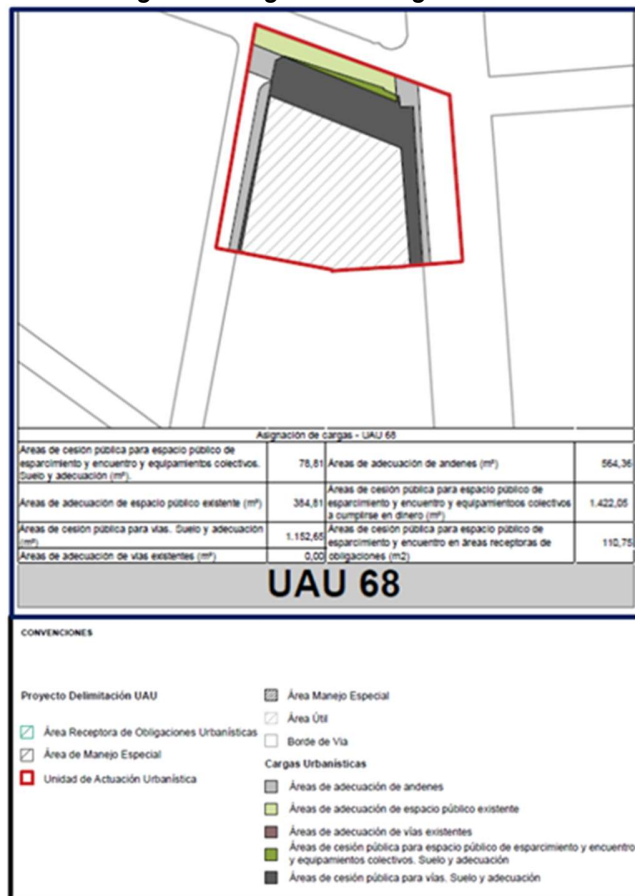 Asignación de cargas - UAU 68
Áreas de cesión pública para espacio público de
esparcimiento y encuentro y equipamientos colectivos.
Suelo y adecuación (m²).
78,81
Áreas de adecuación de andenes (m²)
564,36
Áreas de adecuación de espacio público existente (m²)
384,81
Áreas de cesión pública para espacio público de
esparcimiento y encuentro y equipamientoos colectivos
a cumplirse en dinero (m²)
1.422,05
Áreas de cesión pública para vías. Suelo y adecuación
(m²)
1.152,65
Áreas de cesión pública para espacio público de
esparcimiento y encuentro en áreas receptoras de
obligaciones (m2)
110,75
Áreas de adecuación de vías existentes (m²)
0,00
UAU 68
CONVENCIONES
Proyecto Delimitación UAU
Área Receptora de Obligaciones Urbanísticas
Área de Manejo Especial
Unidad de Actuación Urbanística
Área Manejo Especial
Área Útil
Borde de Via
Cargas Urbanísticas
Áreas de adecuación de andenes
Áreas de adecuación de espacio público existente
Áreas de adecuación de vías existentes
Áreas de cesión pública para espacio público de esparcimiento y encuentro
y equipamientos colectivos. Suelo y adecuación
Áreas de cesión pública para vías. Suelo y adecuación